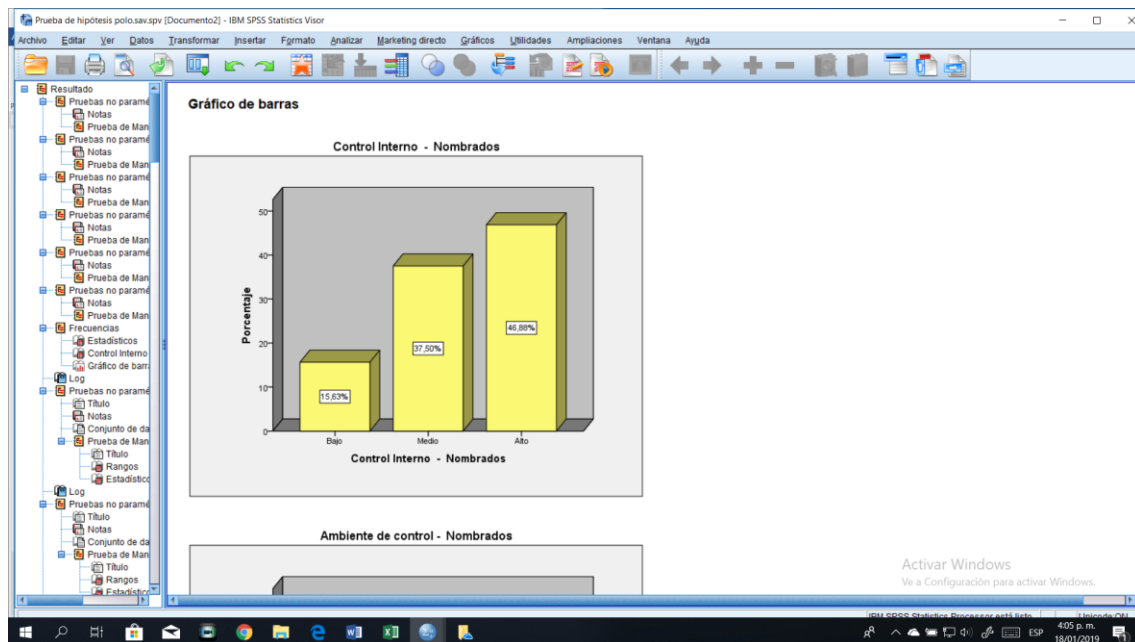 Prueba de hipótesis polo.sav.spv [Documento2] - IBM SPSS Statistics Visor
Archivo Editar Ver Datos Transformar Insertar Formato Analizar Marketing directo Gráficos Utilidades Ampliaciones Ventana Ayuda
Resultado
Pruebas no paramé
Notas
Prueba de Man
Pruebas no paramé
Notas
Prueba de Man
Pruebas no paramé
Notas
Prueba de Man
Pruebas no paramé
Notas
Prueba de Man
Pruebas no paramé
Notas
Prueba de Man
Pruebas no paramé
Notas
Prueba de Man
Frecuencias
Estadísticos
Control Interno
Gráfico de barr
Log
Pruebas no paramé
Título
Notas
Conjunto de da
Prueba de Man
Título
Rangos
Estadístico
Log
Pruebas no paramé
Título
Notas
Conjunto de da
Prueba de Man
Título
Rangos
Estadístico
Gráfico de barras
Control Interno - Nombrados
Porcentaje
50
40
30
20
10
0
15,63%
37,50%
46,88%
Bajo Medio Alto
Control Interno - Nombrados
Ambiente de control - Nombrados
Activar Windows
Ve a Configuración para activar Windows.
IBM SPSS Statistics Processor está listo Unicode:ON
ESP
4:05 p. m.
18/01/2019